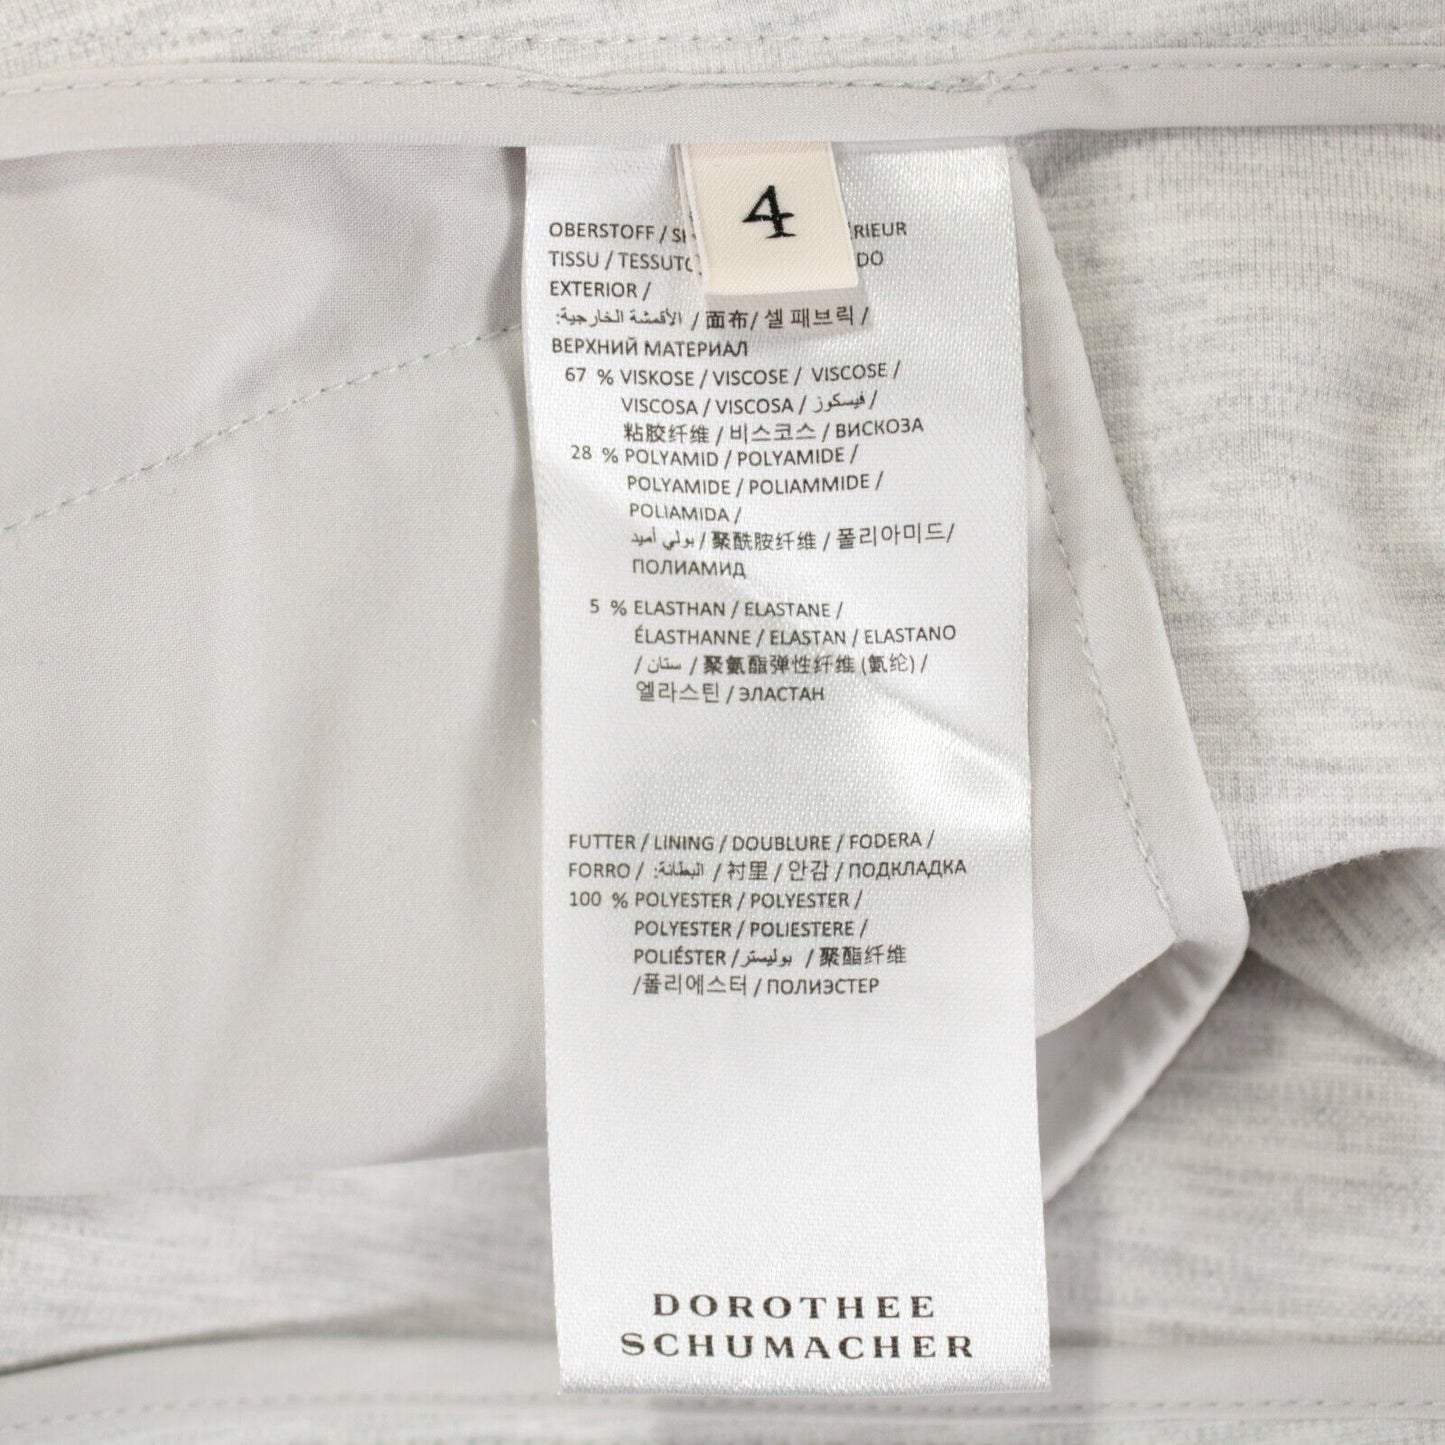 4
OBERSTOFF /
TISSU /
EXTERIOR /
الأقمشة الخارجية: / 面布/ 셀 패브릭 /
ВЕРХНИЙ МАТЕРИАЛ
67 % VISKOSE / VISCOSE / VISCOSE /
VISCOSA / VISCOSA / فيسكوز /
粘胶纤维 / 비스코스 / ВИСКОЗА
28 % POLYAMID / POLYAMIDE /
POLYAMIDE / POLIAMMIDE /
POLIAMIDA /
بولي أميد / 聚酰胺纤维 / 폴리아미드/
ПОЛИАМИД
5 % ELASTHAN / ELASTANE /
ÉLASTHANNE / ELASTAN / ELASTANO
/ ستان / 聚氨酯弹性纤维 (氨纶) /
엘라스틴 / ЭЛАСТАН
FUTTER / LINING / DOUBLURE / FODERA /
FORRO / البطانة: / 衬里 / 안감 / ПОДКЛАДКА
100 % POLYESTER / POLYESTER /
POLYESTER / POLIESTERE /
POLIÉSTER / بوليستر / 聚酯纤维
/폴리에스터 / ПОЛИЭСТЕР
DOROTHEE
SCHUMACHER